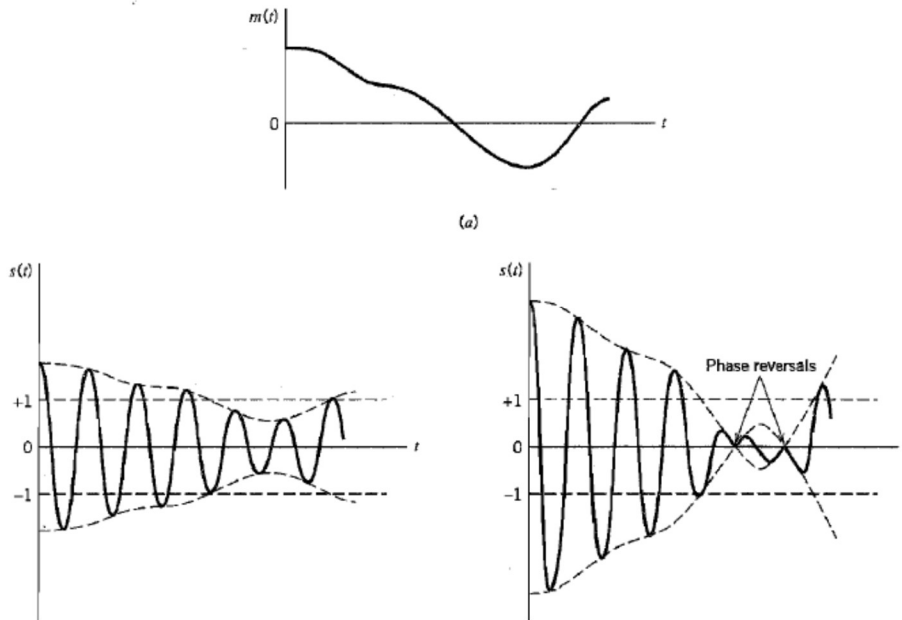 m(t)
0
t
(a)
s(t)
+1
0
t
-1
s(t)
Phase reversals
+1
0
-1